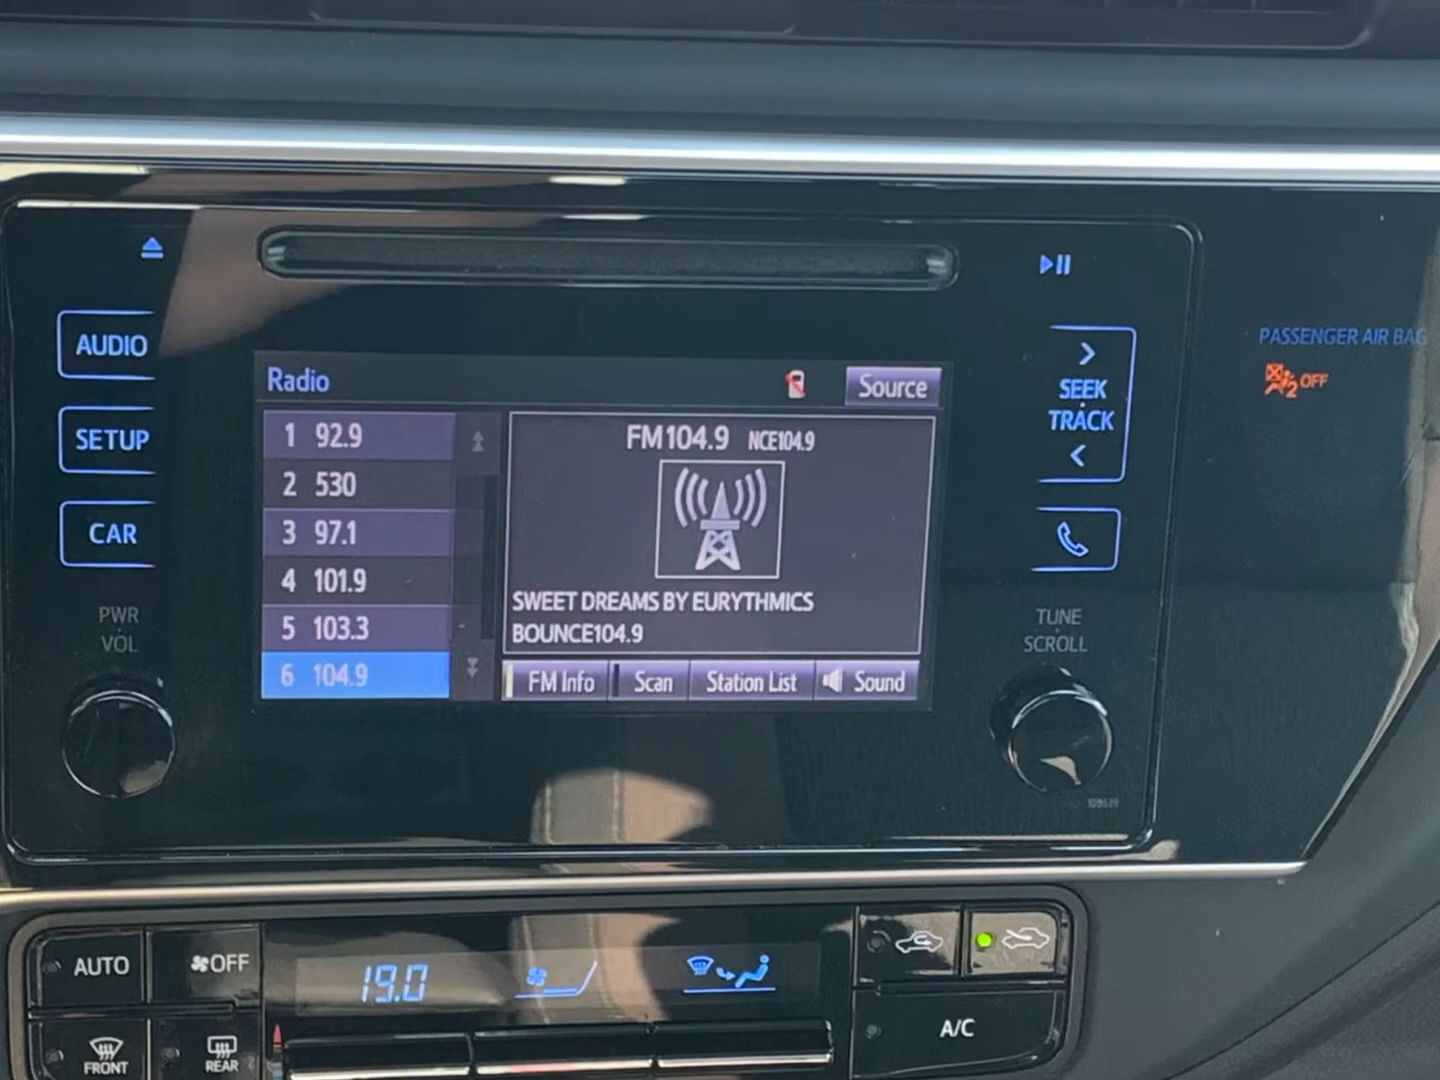 AUDIO
SETUP
CAR
PWR
VOL
Radio
Source
1 92.9
2 530
3 97.1
4 101.9
5 103.3
6 104.9
FM104.9 NCE104.9
SWEET DREAMS BY EURYTHMICS
BOUNCE104.9
FM Info
Scan
Station List
Sound
SEEK
TRACK
TUNE
SCROLL
PASSENGER AIR BAG
2 OFF
AUTO
OFF
19.0
FRONT
REAR
A/C